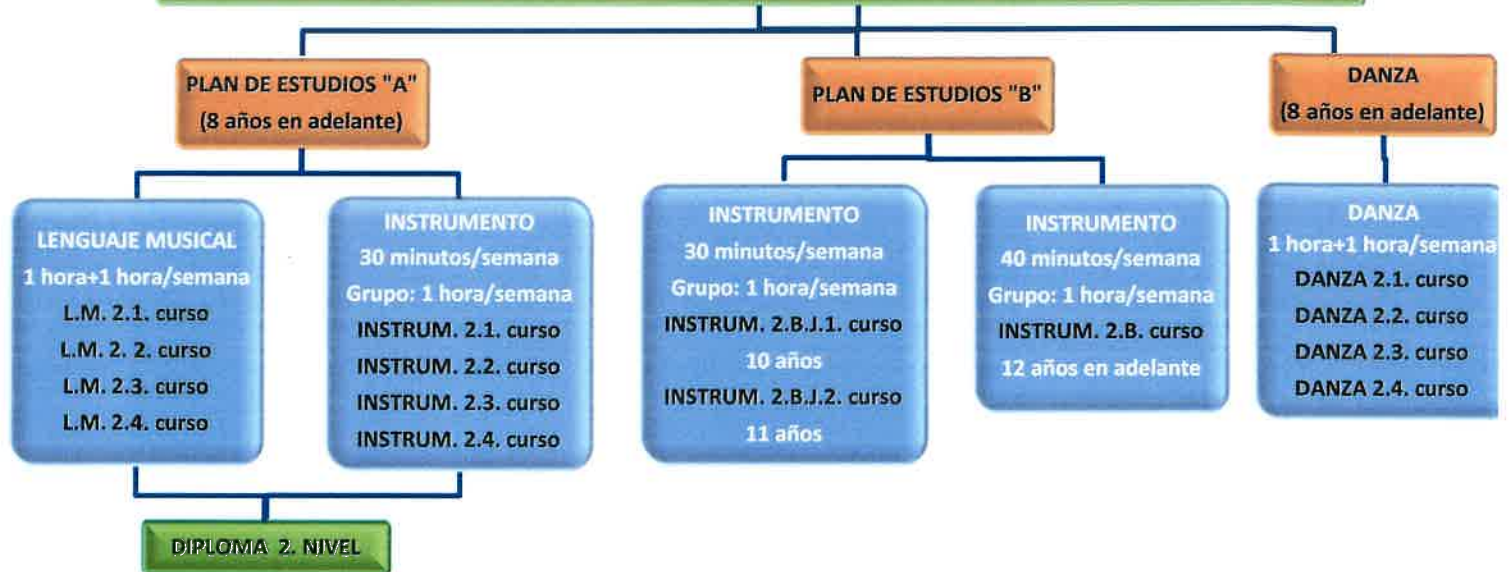 PLAN DE ESTUDIOS "A"
(8 años en adelante)
PLAN DE ESTUDIOS "B"
DANZA
(8 años en adelante)
LENGUAJE MUSICAL
1 hora+1 hora/semana
L.M. 2.1. curso
L.M. 2. 2. curso
L.M. 2.3. curso
L.M. 2.4. curso
INSTRUMENTO
30 minutos/semana
Grupo: 1 hora/semana
INSTRUM. 2.1. curso
INSTRUM. 2.2. curso
INSTRUM. 2.3. curso
INSTRUM. 2.4. curso
INSTRUMENTO
30 minutos/semana
Grupo: 1 hora/semana
INSTRUM. 2.B.J.1. curso
10 años
INSTRUM. 2.B.J.2. curso
11 años
INSTRUMENTO
40 minutos/semana
Grupo: 1 hora/semana
INSTRUM. 2.B. curso
12 años en adelante
DANZA
1 hora+1 hora/semana
DANZA 2.1. curso
DANZA 2.2. curso
DANZA 2.3. curso
DANZA 2.4. curso
DIPLOMA 2. NIVEL